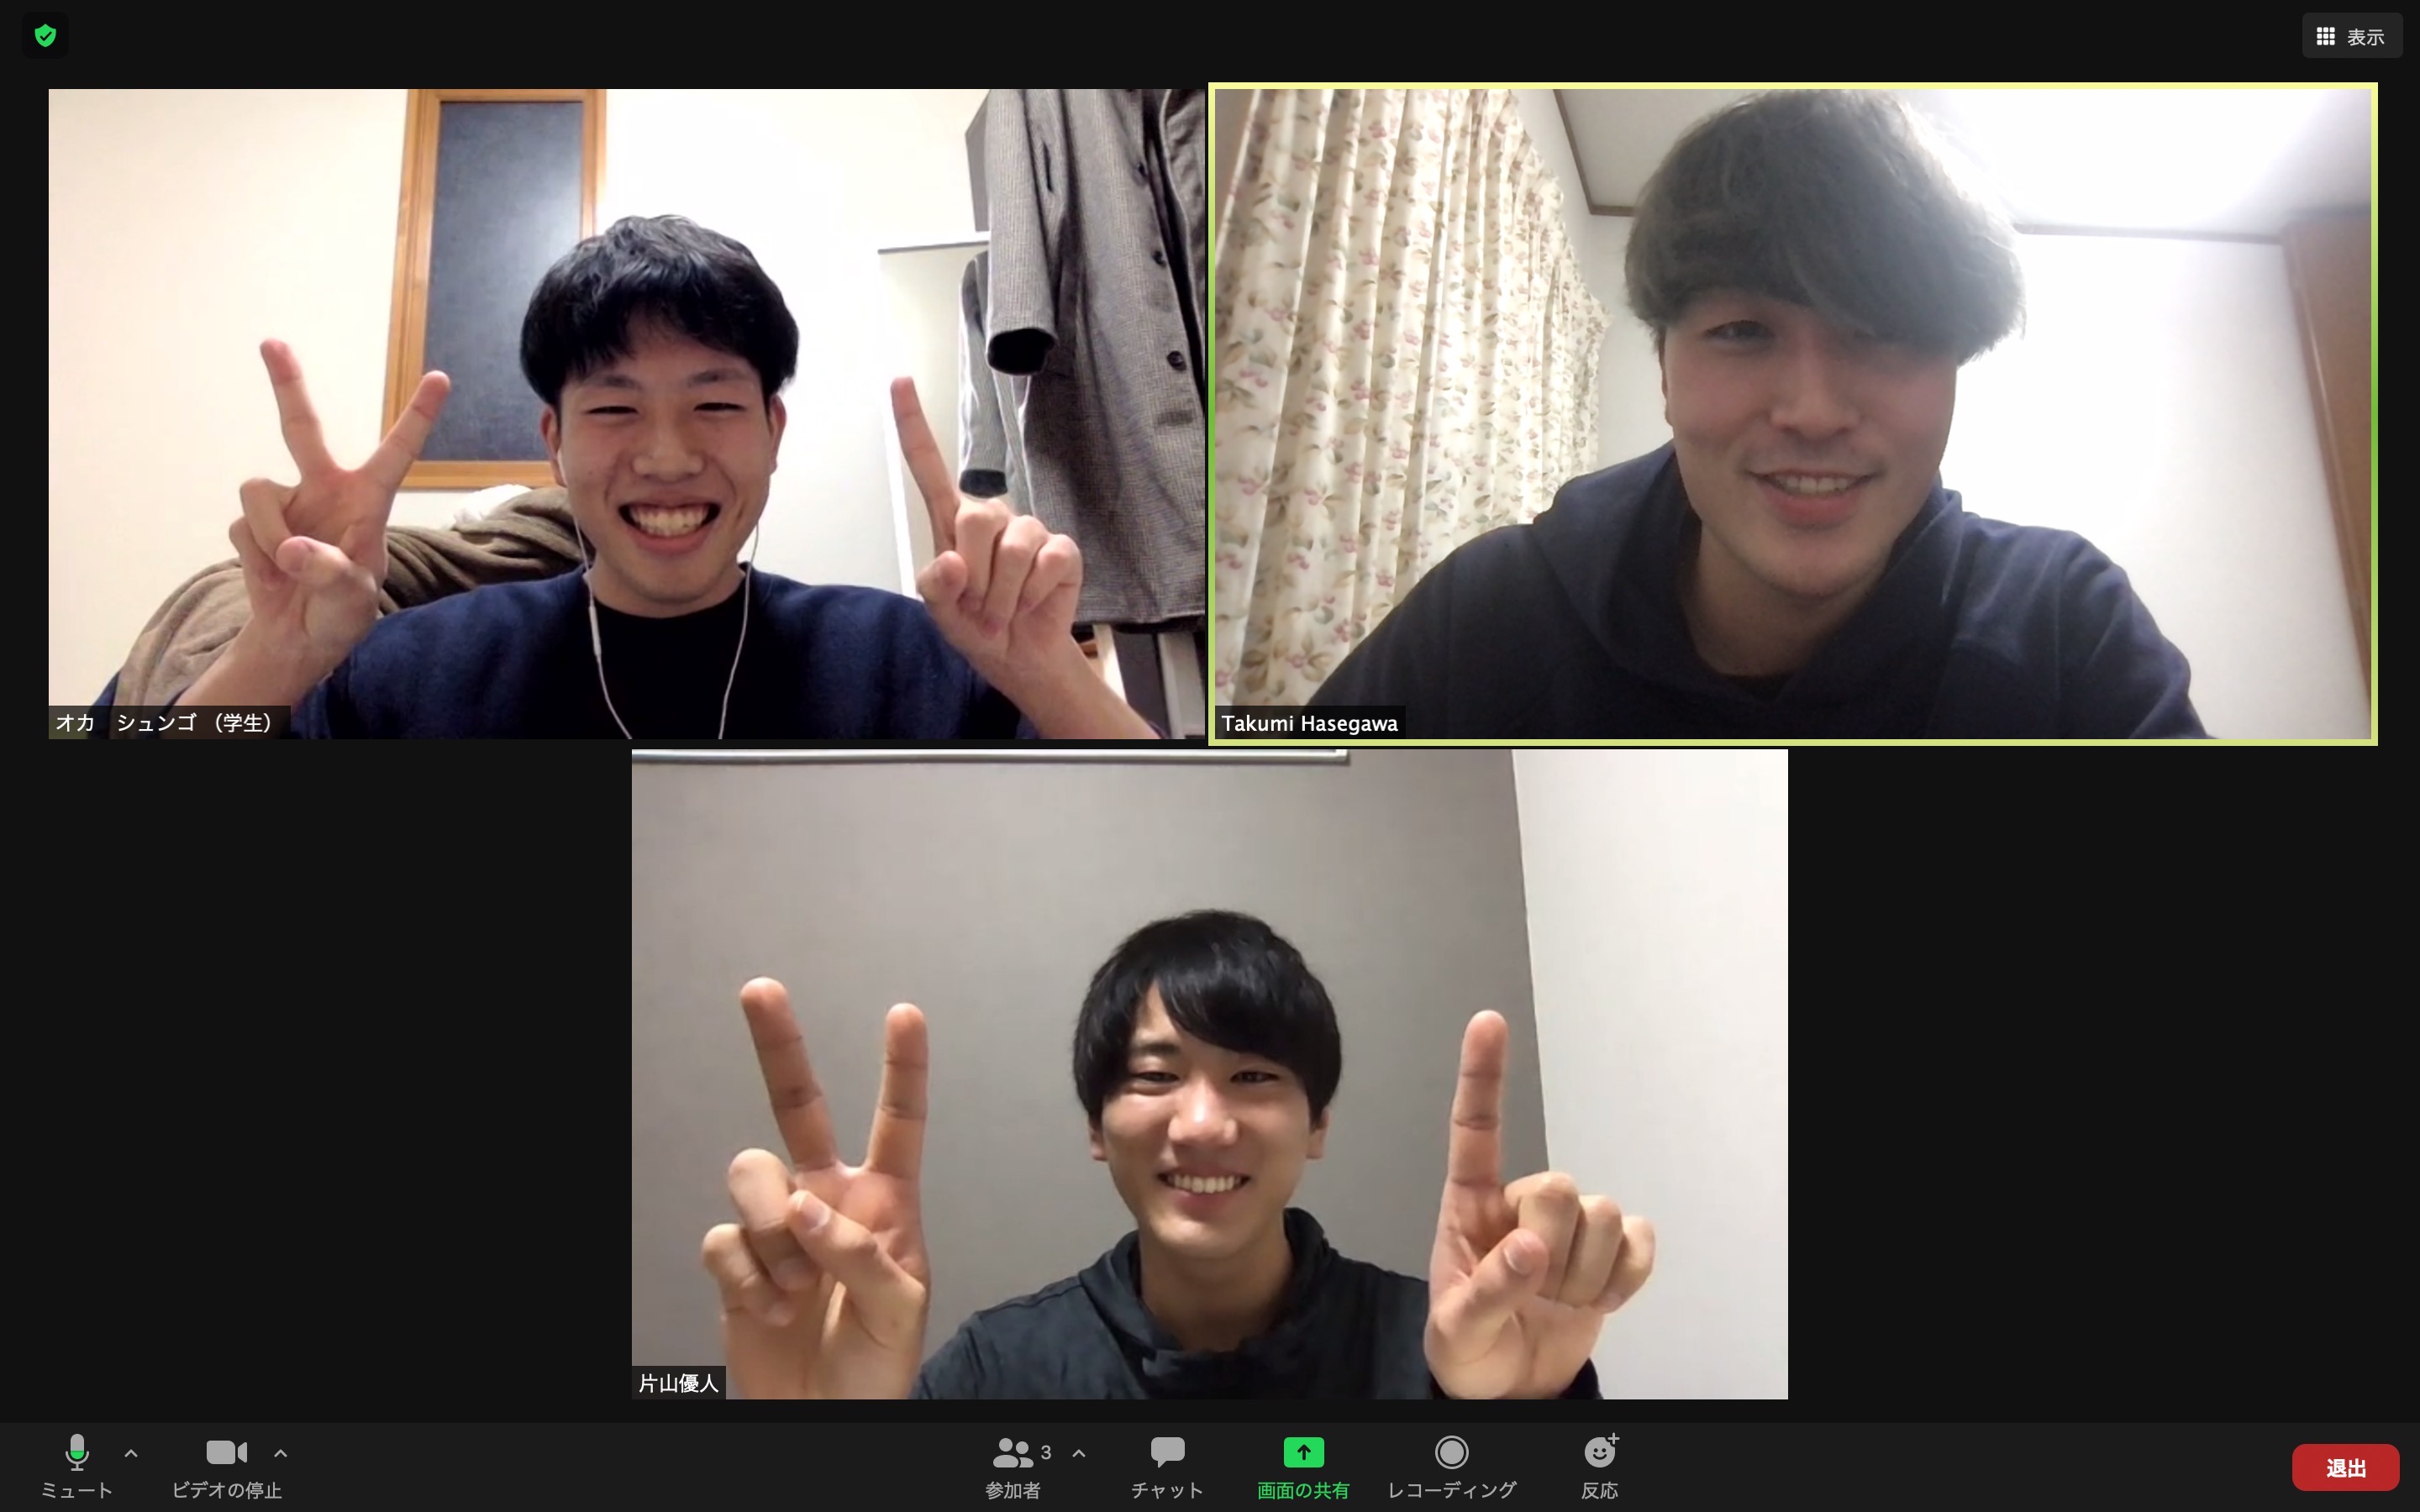 表示
オカ　シュンゴ （学生）
Takumi Hasegawa
片山優人
ミュート
ビデオの停止
3
参加者
チャット
画面の共有
レコーディング
反応
退出